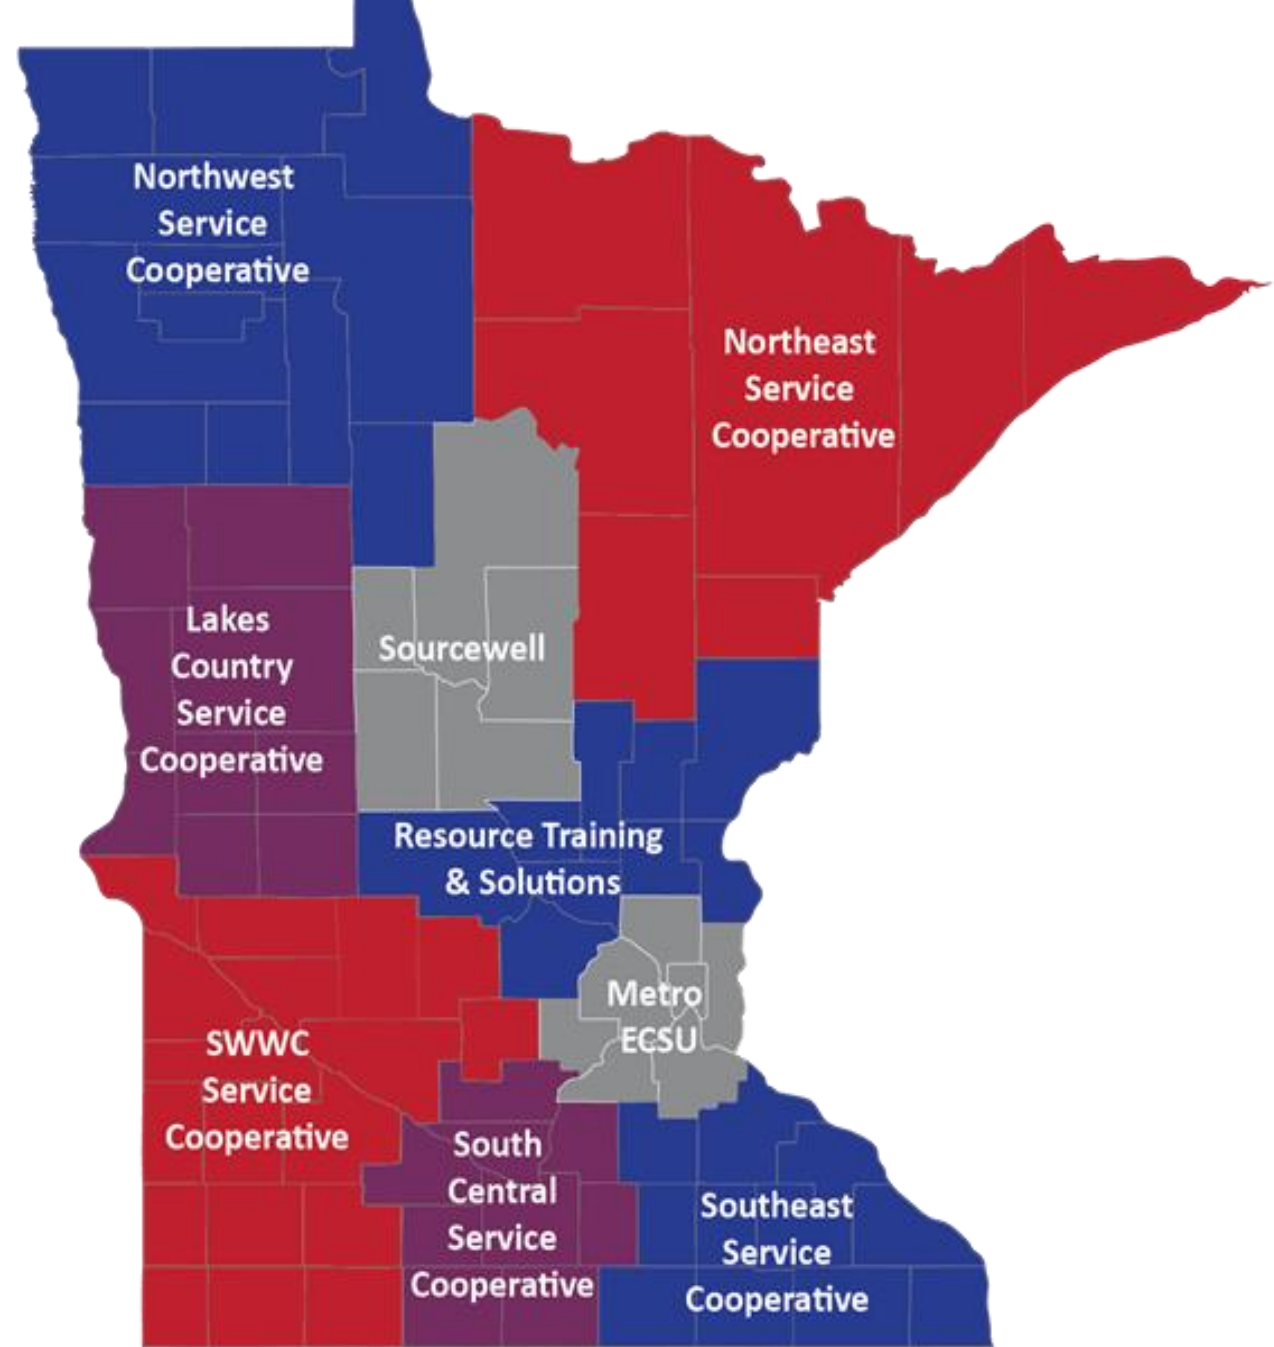 Northwest
Service
Cooperative
Northeast
Service
Cooperative
Lakes
Country
Service
Cooperative
Sourcewell
Resource Training
& Solutions
Metro
ECSU
SWWC
Service
Cooperative
South
Central
Service
Cooperative
Southeast
Service
Cooperative